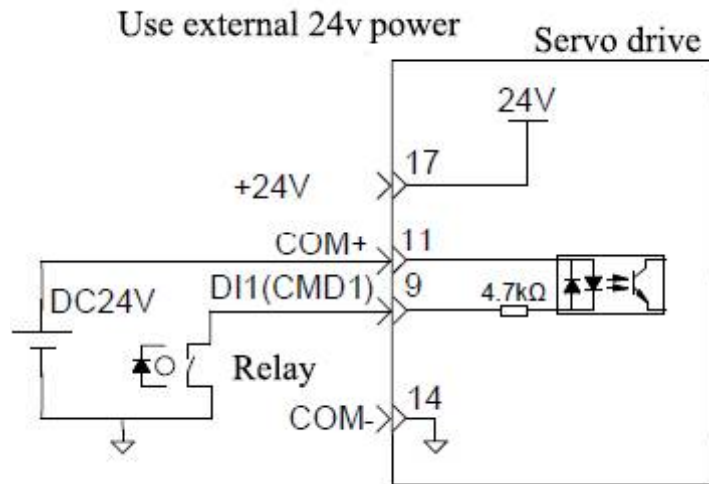 Use external 24v power
Servo drive
24V
17
+24V
COM+
11
DC24V
DI1(CMD1)
9
4.7kΩ
Relay
14
COM-